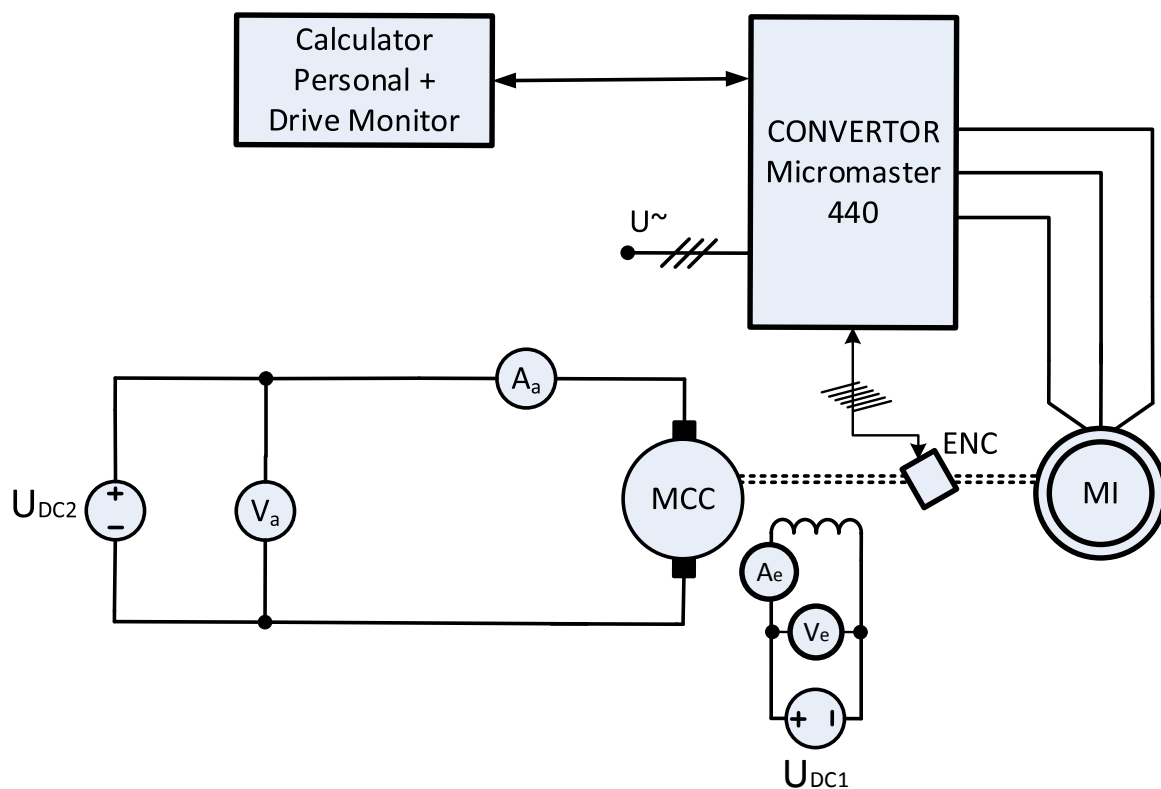 Calculator
Personal +
Drive Monitor
CONVERTOR
Micromaster
440
U~
Aa
ENC
UDC2
+
−
Va
MCC
MI
Ae
Ve
+ −
UDC1